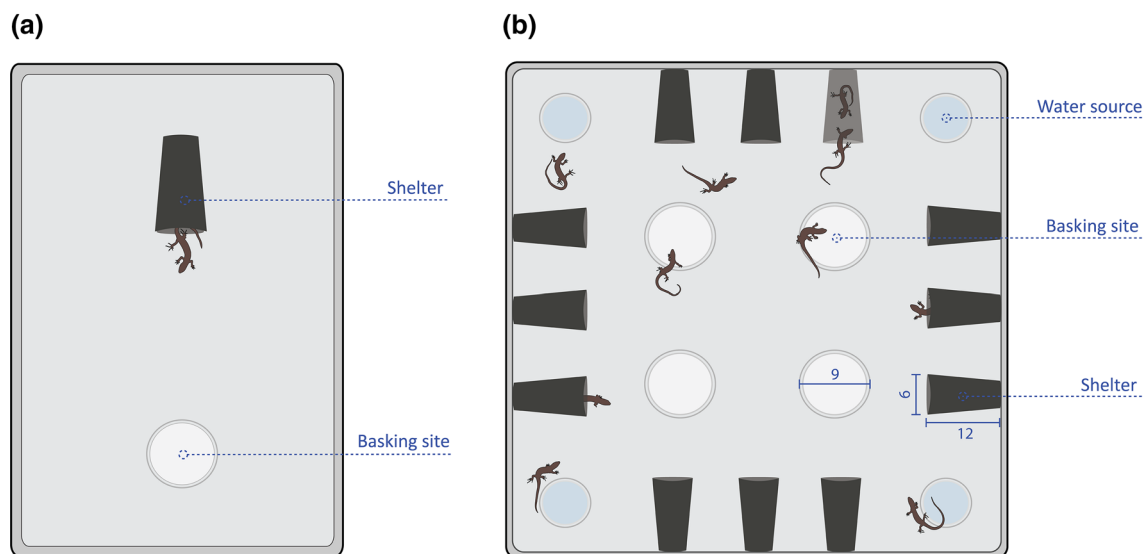 (a)
(b)
Shelter
Basking site
Water source
Basking site
9
6
12
Shelter